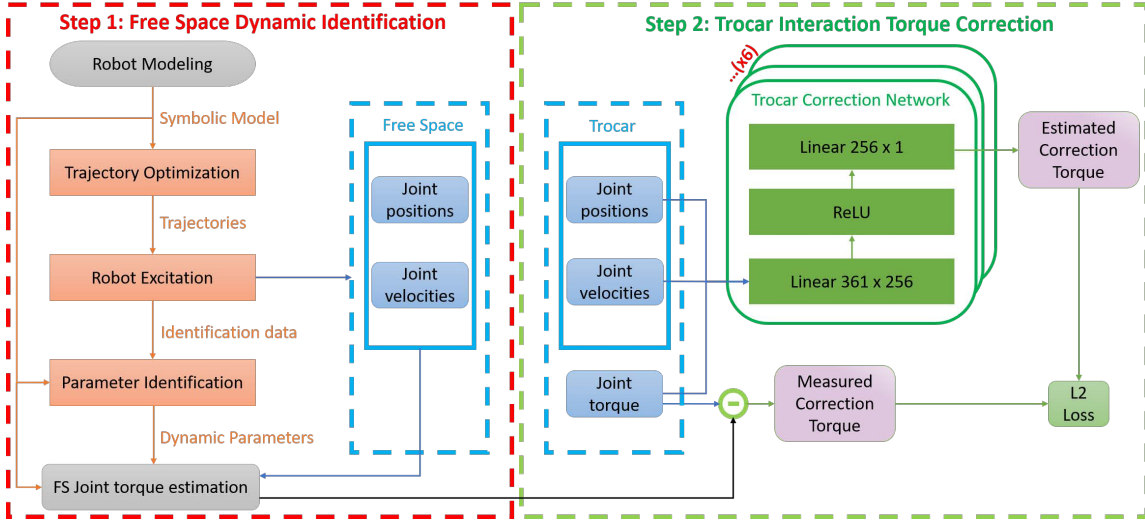 Step 1: Free Space Dynamic Identification
Robot Modeling
Symbolic Model
Trajectory Optimization
Trajectories
Robot Excitation
Identification data
Parameter Identification
Dynamic Parameters
FS Joint torque estimation
Free Space
Joint
positions
Joint
velocities
Step 2: Trocar Interaction Torque Correction
Trocar
Joint
positions
Joint
velocities
Joint
torque
...(x6)
Trocar Correction Network
Linear 256 x 1
ReLU
Linear 361 x 256
Estimated
Correction
Torque
Measured
Correction
Torque
L2
Loss